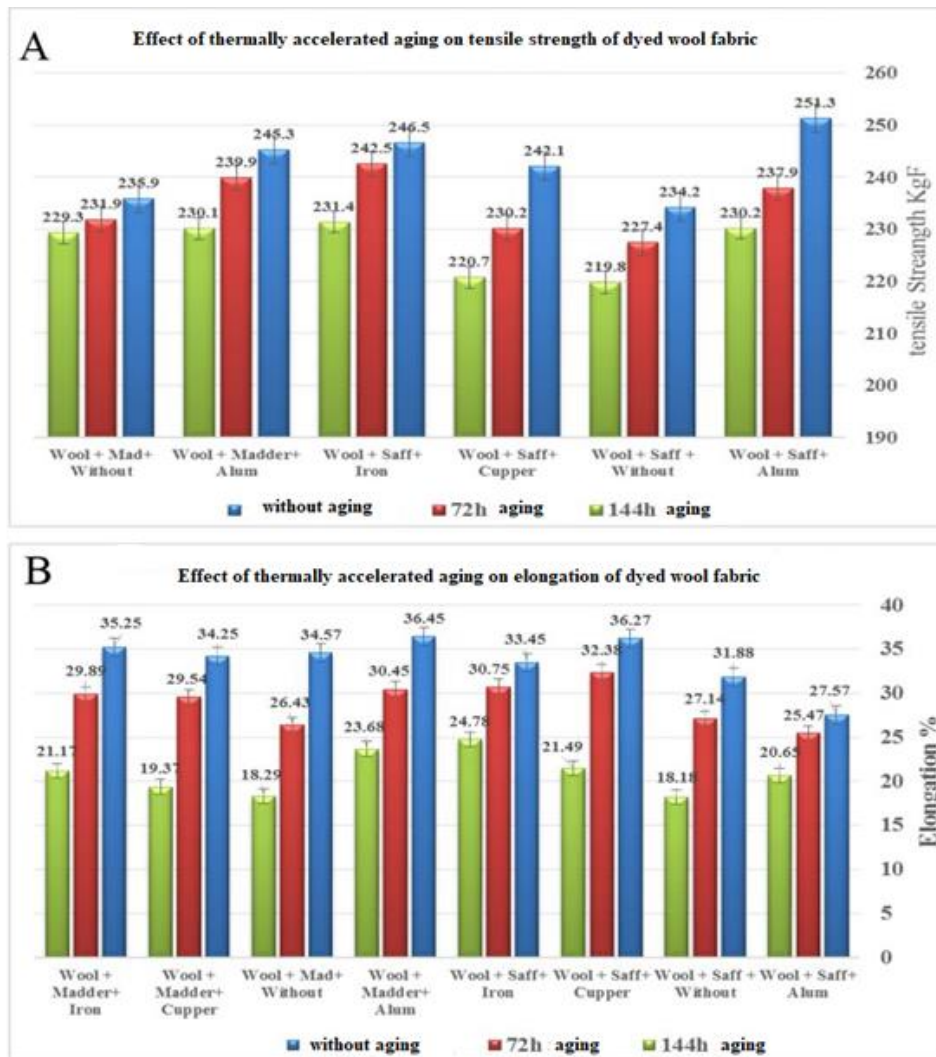 A
Effect of thermally accelerated aging on tensile strength of dyed wool fabric
260
250
240
230
220
210
200
190
tensile Streangth KgF
229.3 231.9 235.9
230.1 239.9 245.3
231.4 242.5 246.5
220.7 230.2 242.1
219.8 227.4 234.2
230.2 237.9 251.3
Wool + Mad+
Without
Wool + Madder+
Alum
Wool + Saff+
Iron
Wool + Saff+
Cupper
Wool + Saff +
Without
Wool + Saff+
Alum
without aging 72h aging 144h aging
B
Effect of thermally accelerated aging on elongation of dyed wool fabric
40
35
30
25
20
15
10
5
0
Elongation %
21.17 29.89 35.25
19.37 29.54 34.25
18.29 26.43 34.57
23.68 30.45 36.45
24.78 30.75 33.45
21.49 32.38 36.27
18.18 27.14 31.88
20.65 25.47 27.57
Wool +
Madder+
Iron
Wool +
Madder+
Cupper
Wool + Mad+
Without
Wool +
Madder+
Alum
Wool + Saff+
Iron
Wool + Saff+
Cupper
Wool + Saff +
Without
Wool + Saff+
Alum
without aging 72h aging 144h aging